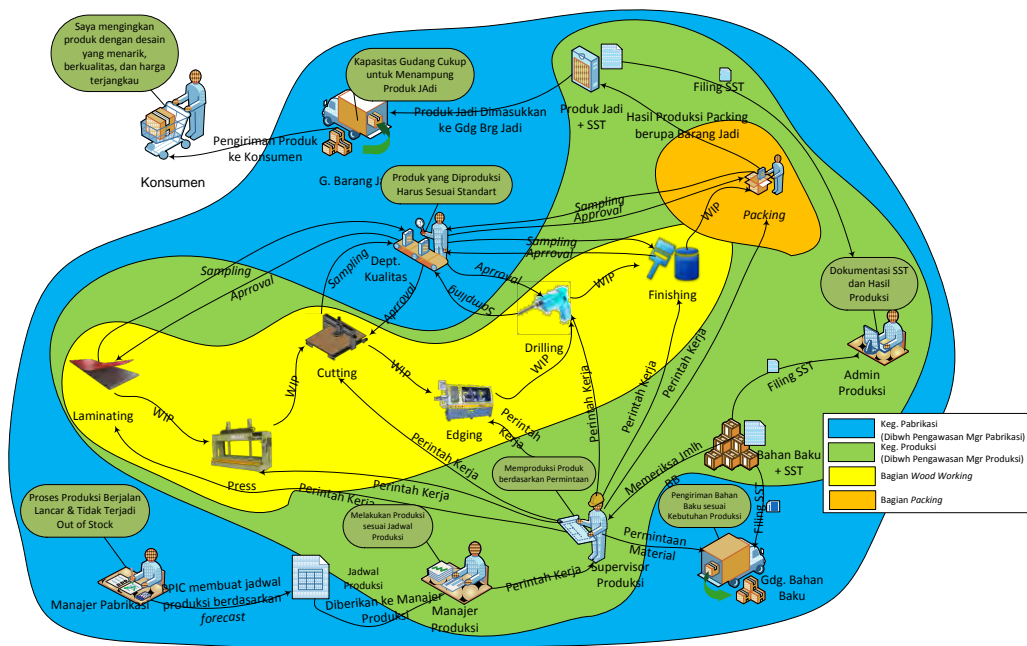 Saya mengingkan
produk dengan desain
yang menarik,
berkualitas, dan harga
terjangkau
Konsumen
Pengiriman Produk
ke Konsumen
Kapasitas Gudang Cukup
untuk Menampung
Produk JAdi
Produk Jadi Dimasukkan
ke Gdg Brg Jadi
G. Barang J
Produk yang Diproduksi
Harus Sesuai Standart
Dept.
Kualitas
Produk Jadi
+ SST
Filing SST
Hasil Produksi Packing
berupa Barang Jadi
Packing
WIP
Sampling
Approval
Sampling
Aprroval
Sampling
Aprroval
Sampling
Aprroval
Aprroval
Sampling
WIP
Finishing
Drilling
WIP
Cutting
WIP
WIP
Edging
Laminating
WIP
Press
Perintah Kerja
Perintah Kerja
Perintah Kerja
Perintah
Kerja
Perintah Kerja
Perintah Kerja
Perintah Kerja
Dokumentasi SST
dan Hasil
Produksi
Admin
Produksi
Filing SST
Bahan Baku
+ SST
Filing SST
Memeriksa Jmlh
BB
Memproduksi Produk
berdasarkan Permintaan
Supervisor
Produksi
Permintaan
Material
Pengiriman Bahan
Baku sesuai
Kebutuhan Produksi
Gdg. Bahan
Baku
Proses Produksi Berjalan
Lancar & Tidak Terjadi
Out of Stock
Manajer Pabrikasi
PPIC membuat jadwal
produksi berdasarkan
forecast
Jadwal
Produksi
Diberikan ke Manajer
Produksi
Melakukan Produksi
sesuai Jadwal
Produksi
Manajer
Produksi
Perintah Kerja
Keg. Pabrikasi
(Dibwh Pengawasan Mgr Pabrikasi)
Keg. Produksi
(Dibwh Pengawasan Mgr Produksi)
Bagian Wood Working
Bagian Packing